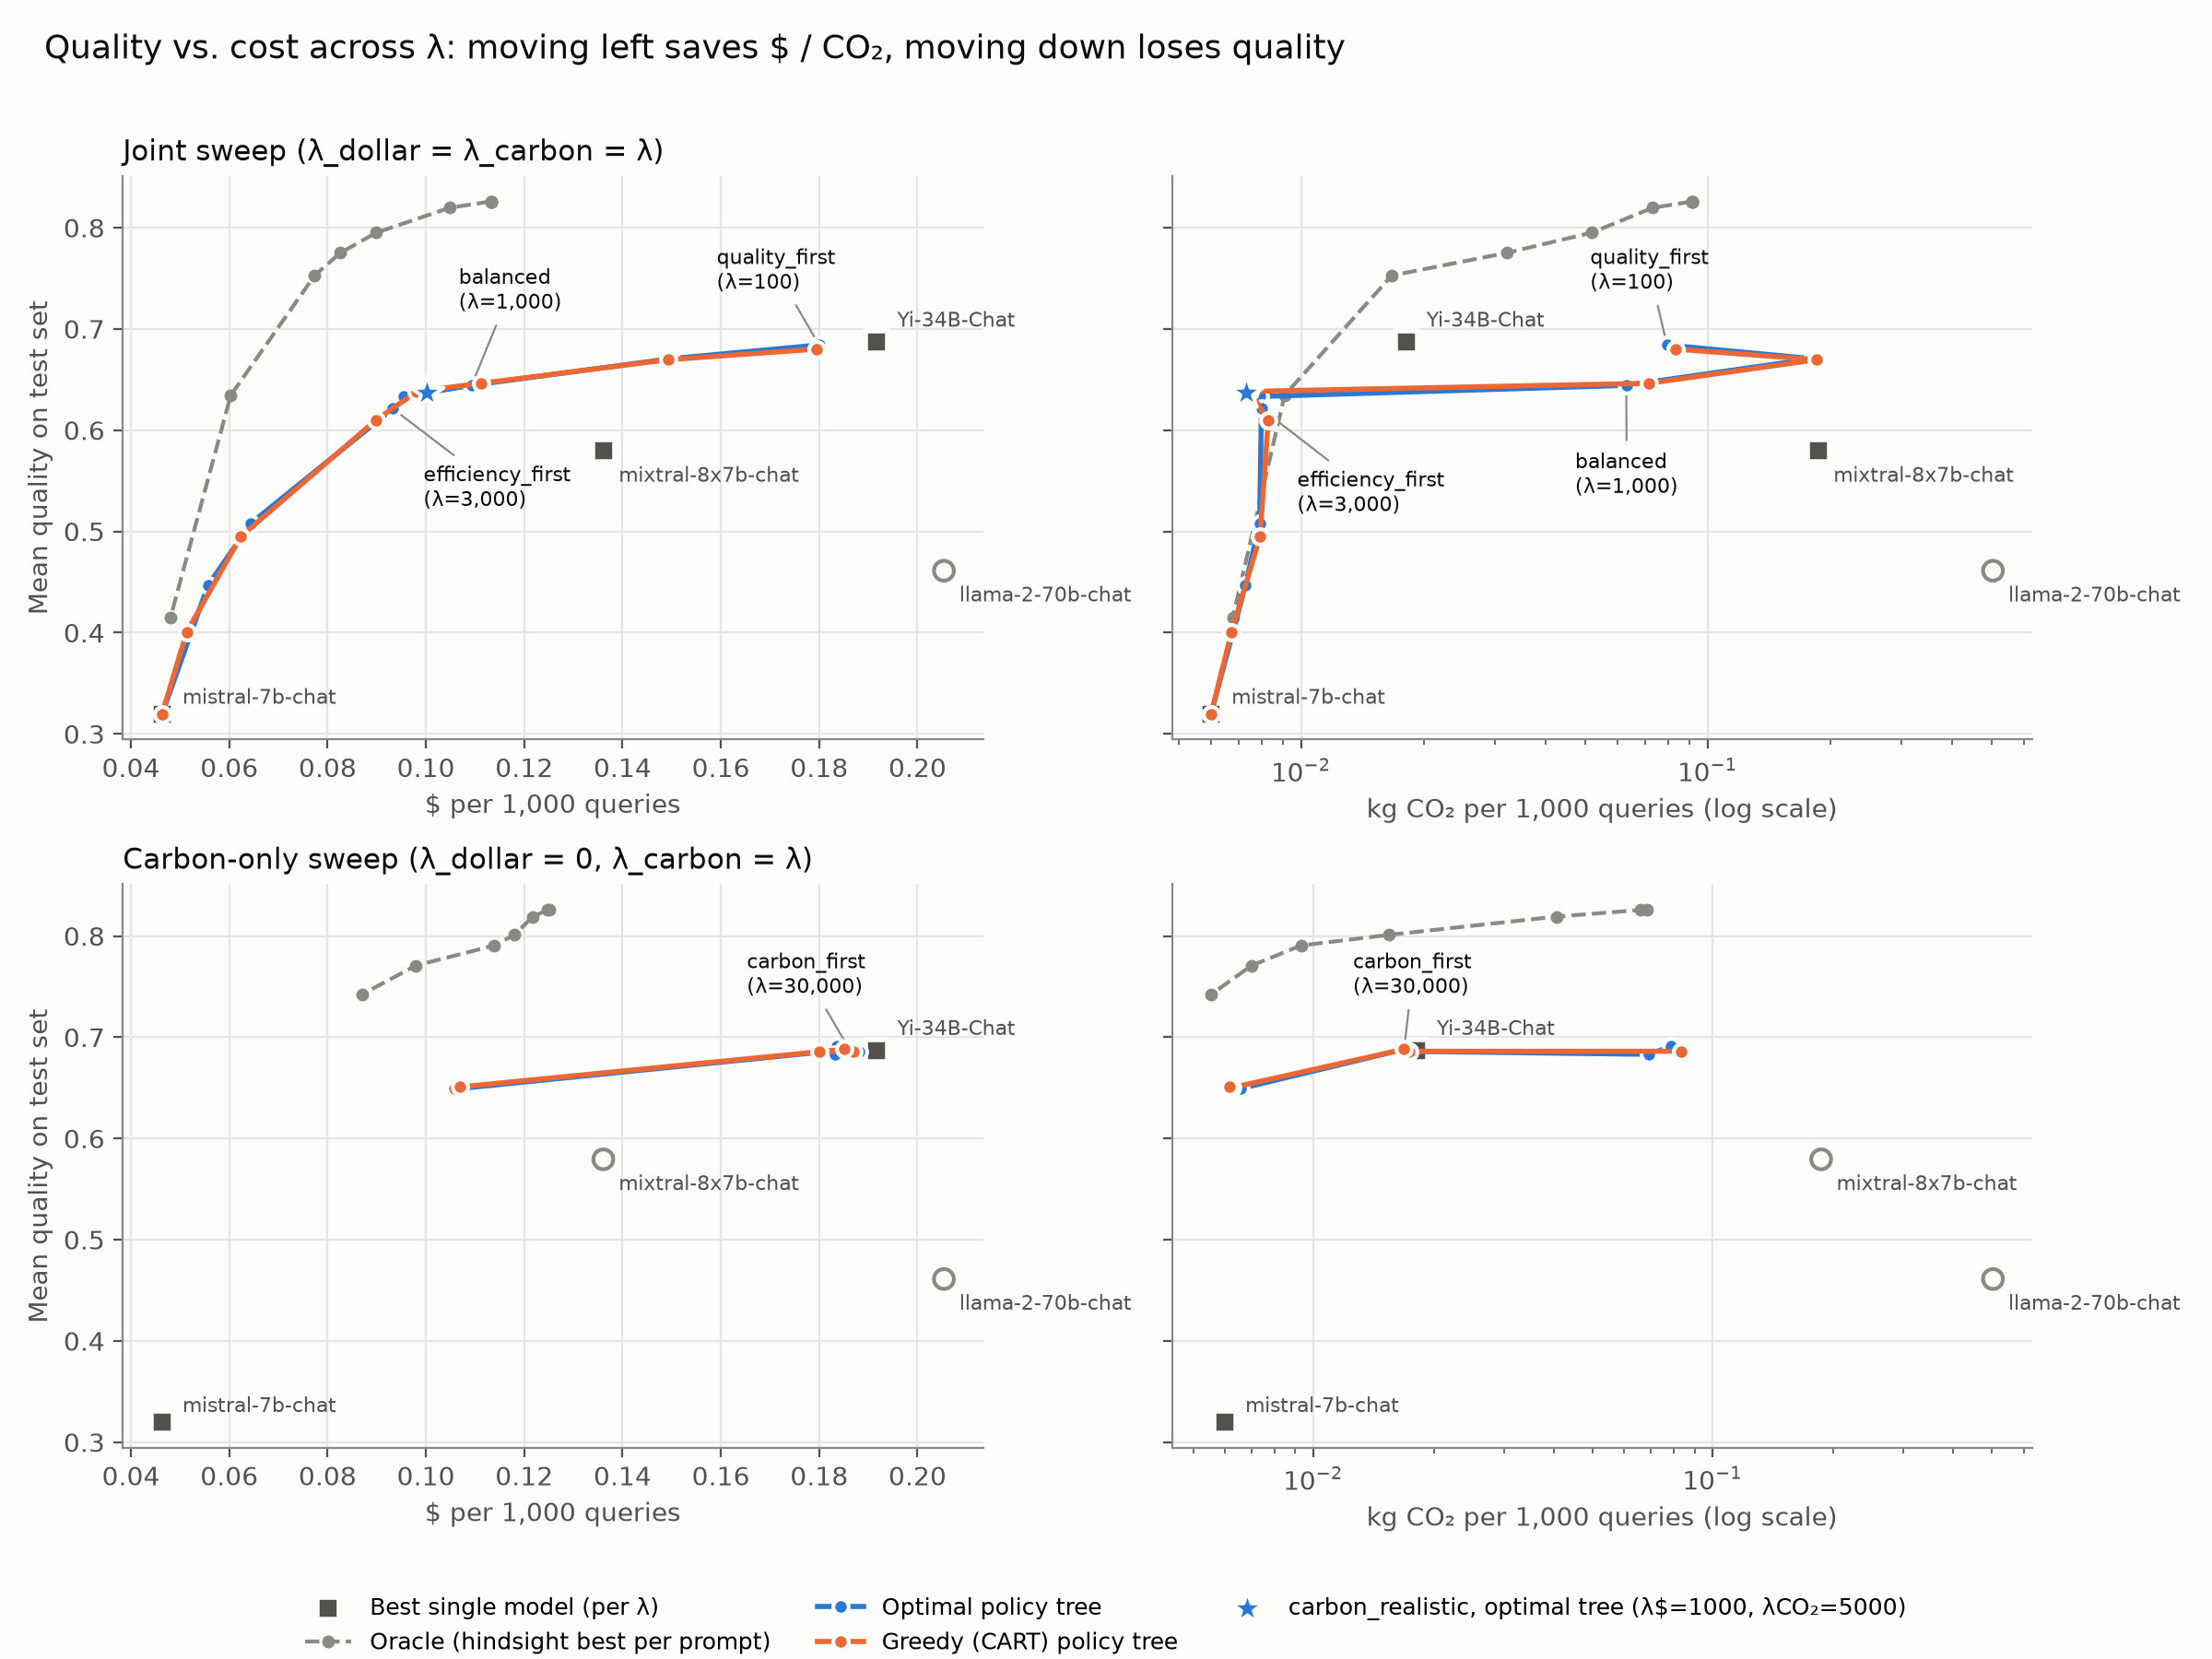 Quality vs. cost across λ: moving left saves $ / CO₂, moving down loses quality
Joint sweep (λ_dollar = λ_carbon = λ)
Mean quality on test set
0.8
0.7
0.6
0.5
0.4
0.3
balanced
(λ=1,000)
quality_first
(λ=100)
Yi-34B-Chat
efficiency_first
(λ=3,000)
mixtral-8x7b-chat
llama-2-70b-chat
mistral-7b-chat
0.04 0.06 0.08 0.10 0.12 0.14 0.16 0.18 0.20
$ per 1,000 queries
quality_first
(λ=100)
Yi-34B-Chat
efficiency_first
(λ=3,000)
balanced
(λ=1,000)
mixtral-8x7b-chat
llama-2-70b-chat
mistral-7b-chat
10⁻² 10⁻¹
kg CO₂ per 1,000 queries (log scale)
Carbon-only sweep (λ_dollar = 0, λ_carbon = λ)
Mean quality on test set
0.8
0.7
0.6
0.5
0.4
0.3
carbon_first
(λ=30,000)
Yi-34B-Chat
mixtral-8x7b-chat
llama-2-70b-chat
mistral-7b-chat
0.04 0.06 0.08 0.10 0.12 0.14 0.16 0.18 0.20
$ per 1,000 queries
carbon_first
(λ=30,000)
Yi-34B-Chat
mixtral-8x7b-chat
llama-2-70b-chat
mistral-7b-chat
10⁻² 10⁻¹
kg CO₂ per 1,000 queries (log scale)
Best single model (per λ)
Oracle (hindsight best per prompt)
Optimal policy tree
Greedy (CART) policy tree
carbon_realistic, optimal tree (λ$=1000, λCO₂=5000)